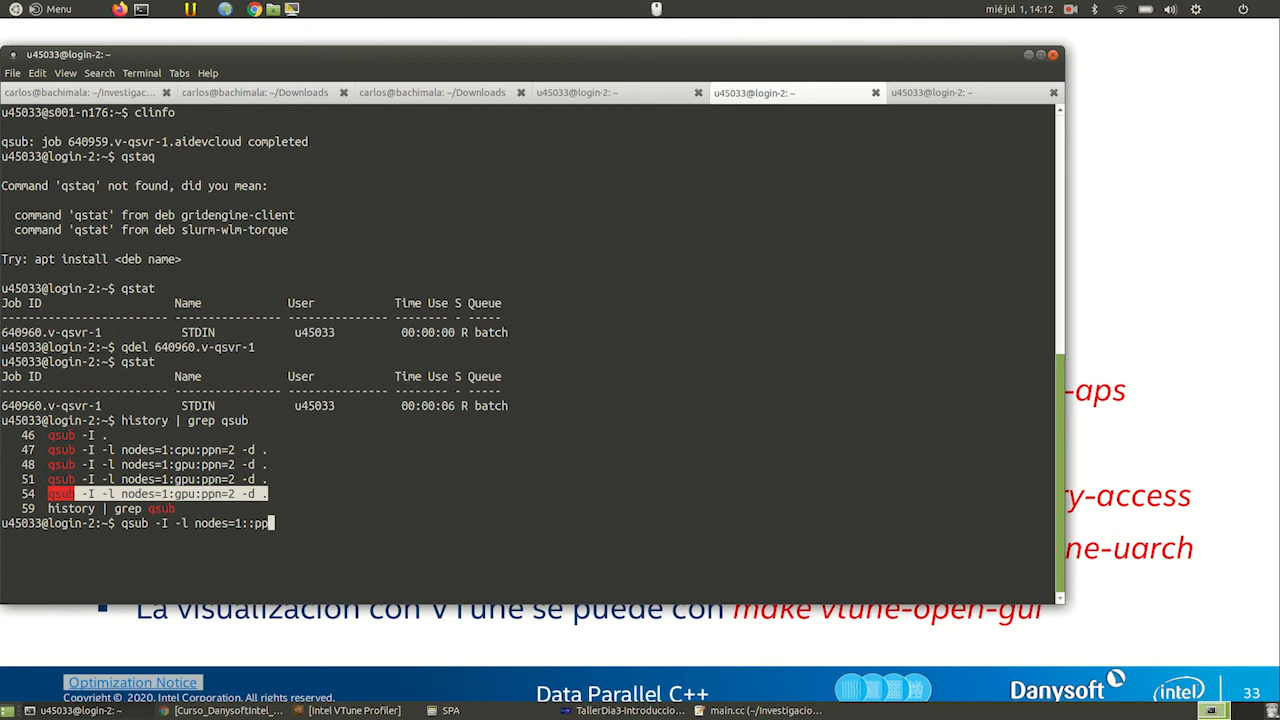 Menu
mié jul 1, 14:12
u45033@login-2: ~
File Edit View Search Terminal Tabs Help
carlos@bachimala: ~/Investigac…
carlos@bachimala: ~/Downloads
carlos@bachimala: ~/Downloads
u45033@login-2: ~
u45033@login-2: ~
u45033@login-2: ~
u45033@s001-n176:~$ clinfo
qsub: job 640959.v-qsvr-1.aidevcloud completed
u45033@login-2:~$ qstaq
Command 'qstaq' not found, did you mean:
command 'qstat' from deb gridengine-client
command 'qstat' from deb slurm-wlm-torque
Try: apt install <deb name>
u45033@login-2:~$ qstat
Job ID Name User Time Use S Queue
------------------------- ---------------- --------------- -------- - -----
640960.v-qsvr-1 STDIN u45033 00:00:00 R batch
u45033@login-2:~$ qdel 640960.v-qsvr-1
u45033@login-2:~$ qstat
Job ID Name User Time Use S Queue
------------------------- ---------------- --------------- -------- - -----
640960.v-qsvr-1 STDIN u45033 00:00:06 R batch
u45033@login-2:~$ history | grep qsub
46 qsub -I .
47 qsub -I -l nodes=1:cpu:ppn=2 -d .
48 qsub -I -l nodes=1:gpu:ppn=2 -d .
51 qsub -I -l nodes=1:gpu:ppn=2 -d .
54 qsub -I -l nodes=1:gpu:ppn=2 -d .
59 history | grep qsub
u45033@login-2:~$ qsub -I -l nodes=1::pp
-aps
ry-access
ne-uarch
La visualización con VTune se puede con make vtune-open-gui
Optimization Notice
Copyright © 2020, Intel Corporation. All rights reserved.
Data Parallel C++
Danysoft
intel
33
u45033@login-2: ~
[Curso_DanysoftIntel_…
[Intel VTune Profiler]
SPA
TallerDia3-Introduccio…
main.cc (~/Investigacio…